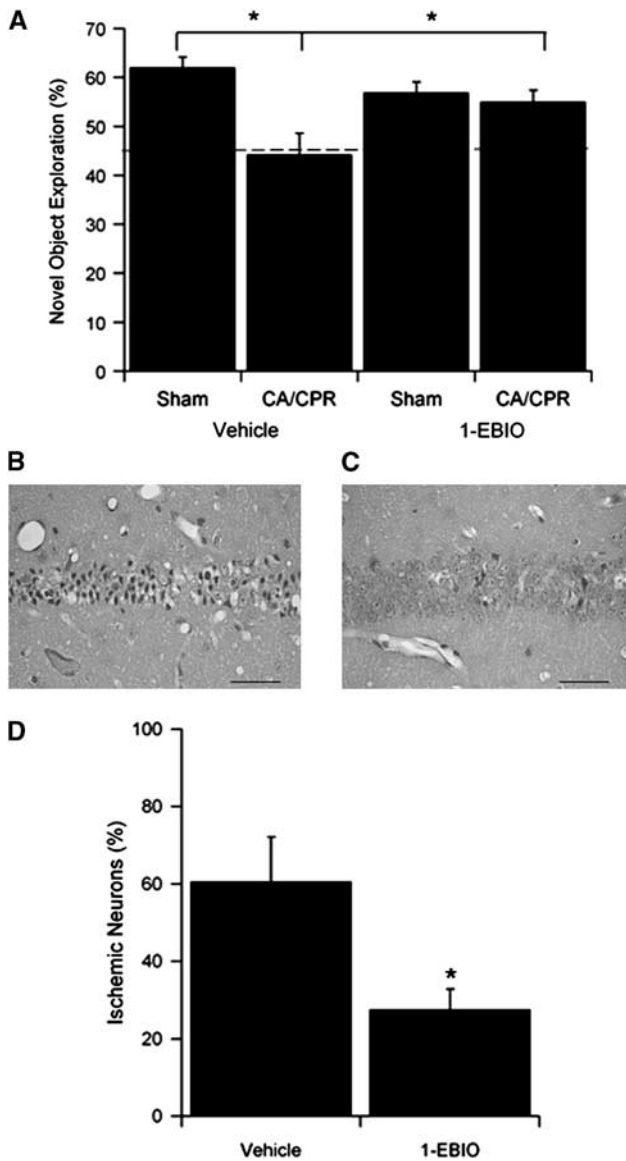 A
Novel Object Exploration (%)
70
60
50
40
30
20
10
0
* *
Sham CA/CPR Sham CA/CPR
Vehicle 1-EBIO
B C
D
Ischemic Neurons (%)
100
80
60
40
20
0
*
Vehicle 1-EBIO